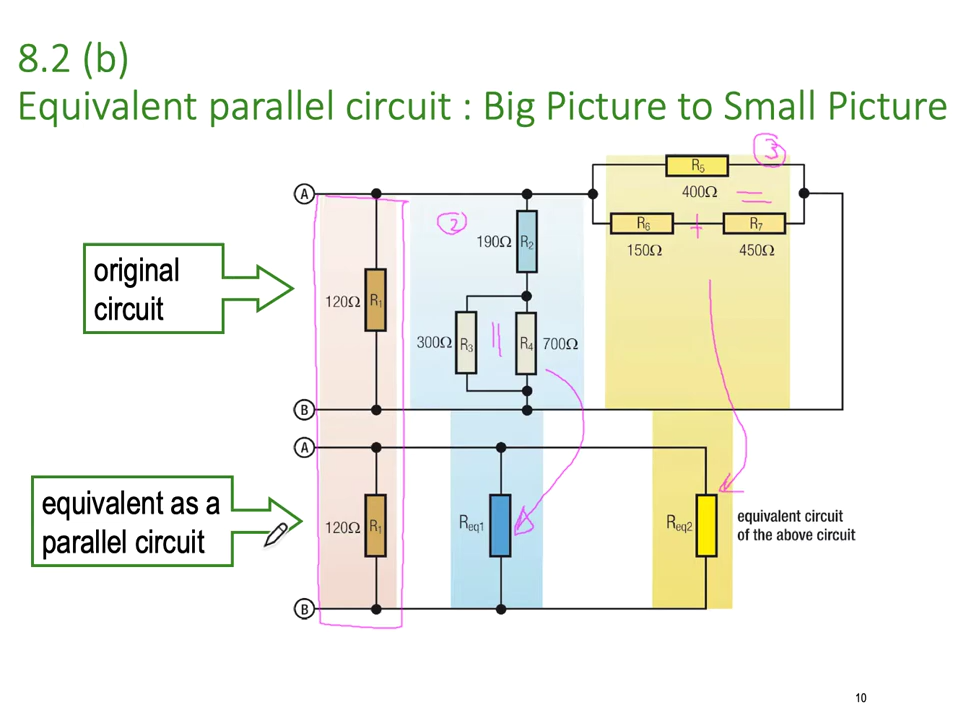 8.2 (b)
Equivalent parallel circuit : Big Picture to Small Picture
3
R5
400Ω
=
A
2
R6
+
R7
190Ω
R2
150Ω
450Ω
original
circuit
120Ω
R1
300Ω
R3
||
R4
700Ω
B
A
equivalent as a
parallel circuit
120Ω
R1
Req1
Req2
equivalent circuit
of the above circuit
B
10